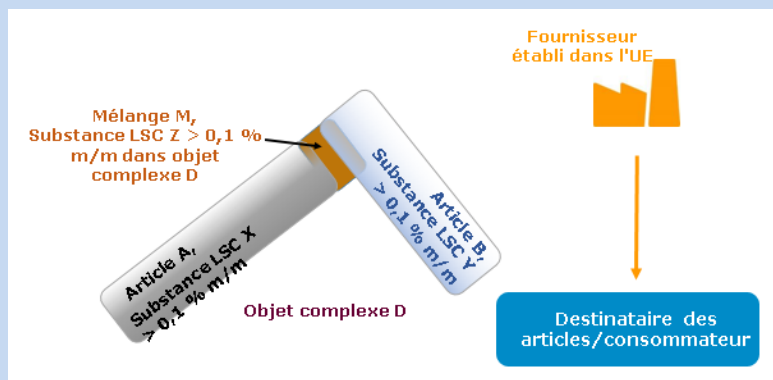 Fournisseur
établi dans l'UE
Mélange M,
Substance LSC Z > 0,1 %
m/m dans objet
complexe D
Article A,
Substance LSC X
> 0,1 % m/m
Article B,
Substance LSC Y
> 0,1 % m/m
Objet complexe D
Destinataire des
articles/consommateur